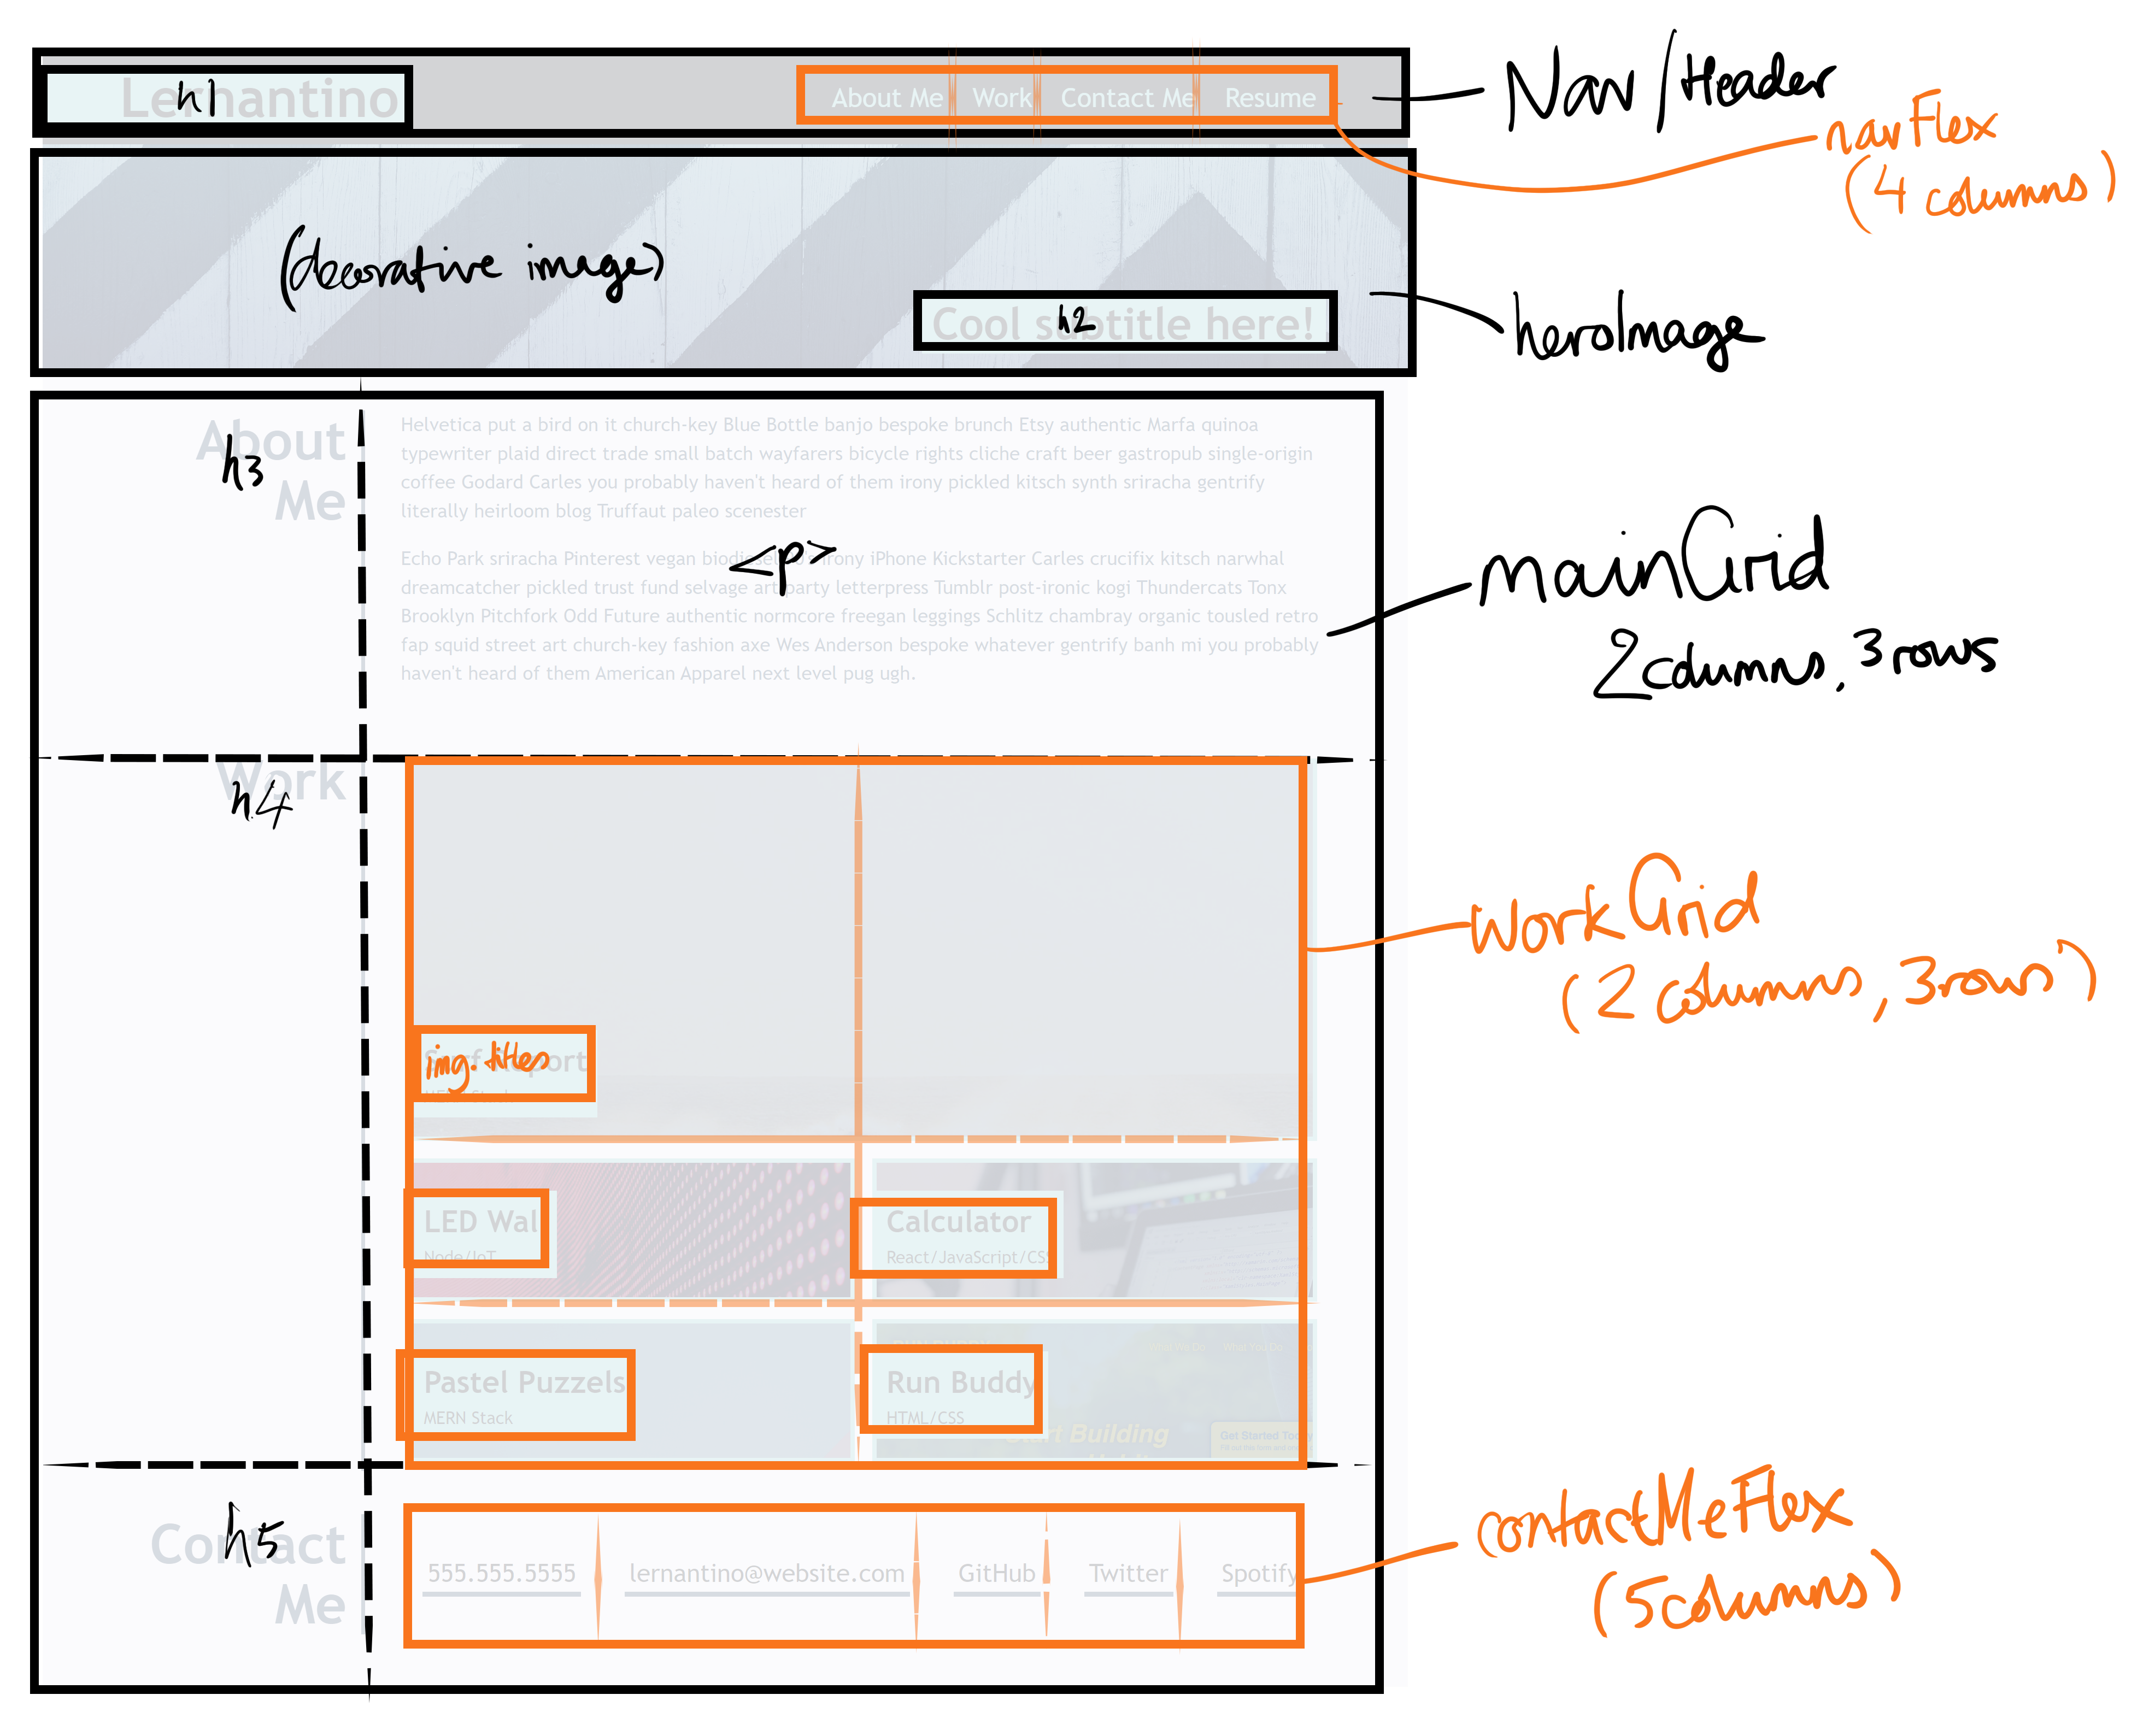 Lernantino
h1
About Me Work Contact Me Resume
Nav/Header
navFlex
(4 columns)
(decorative image)
Cool subtitle here!
h2
heroImage
About
Me
h3
Helvetica put a bird on it church-key Blue Bottle banjo bespoke brunch Etsy authentic Marfa quinoa
typewriter plaid direct trade small batch wayfarers bicycle rights cliche craft beer gastropub single-origin
coffee Godard Carles you probably haven't heard of them irony pickled kitsch synth sriracha gentrify
literally heirloom blog Truffaut paleo scenester
<p>
Echo Park sriracha Pinterest vegan irony iPhone Kickstarter Carles crucifix kitsch narwhal
dreamcatcher pickled trust fund selvage art party letterpress Tumblr post-ironic kogi Thundercats Tonx
Brooklyn Pitchfork Odd Future authentic normcore freegan leggings Schlitz chambray organic tousled retro
fap squid street art church-key fashion axe Wes Anderson bespoke whatever gentrify banh mi you probably
haven't heard of them American Apparel next level pug ugh.
mainGrid
2 columns, 3 rows
Work
h4
workGrid
(2 columns, 3 rows)
Surf Report
img. titles
LED Wal
Node/IoT
Calculator
React/JavaScript/CSS
Pastel Puzzels
MERN Stack
Run Buddy
HTML/CSS
Start Building
Get Started Today
Contact
Me
h5
555.555.5555 lernantino@website.com GitHub Twitter Spotify
contactMeFlex
(5 columns)